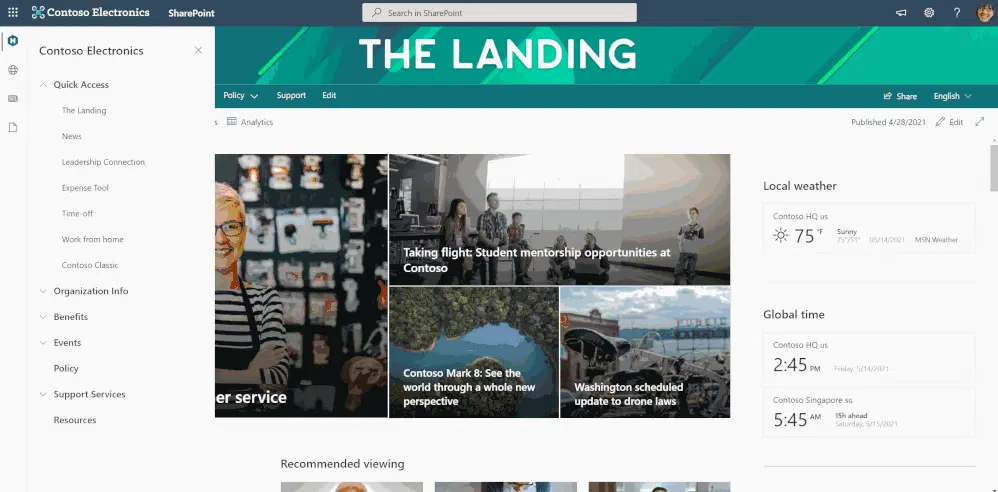 Contoso Electronics
SharePoint
Search in SharePoint
?
Contoso Electronics
Quick Access
The Landing
News
Leadership Connection
Expense Tool
Time-off
Work from home
Contoso Classic
Organization Info
Benefits
Events
Policy
Support Services
Resources
THE LANDING
Policy
Support
Edit
Share
English
s
Analytics
Published 4/28/2021
Edit
er service
Taking flight: Student mentorship opportunities at
Contoso
Contoso Mark 8: See the
world through a whole new
perspective
Washington scheduled
update to drone laws
Recommended viewing
Local weather
Contoso HQ us
75 °F
Sunny
75°/51°
05/14/2021
MSN Weather
Global time
Contoso HQ us
2:45 PM
Friday, 5/14/2021
Contoso Singapore sg
5:45 AM
15h ahead
Saturday, 5/15/2021